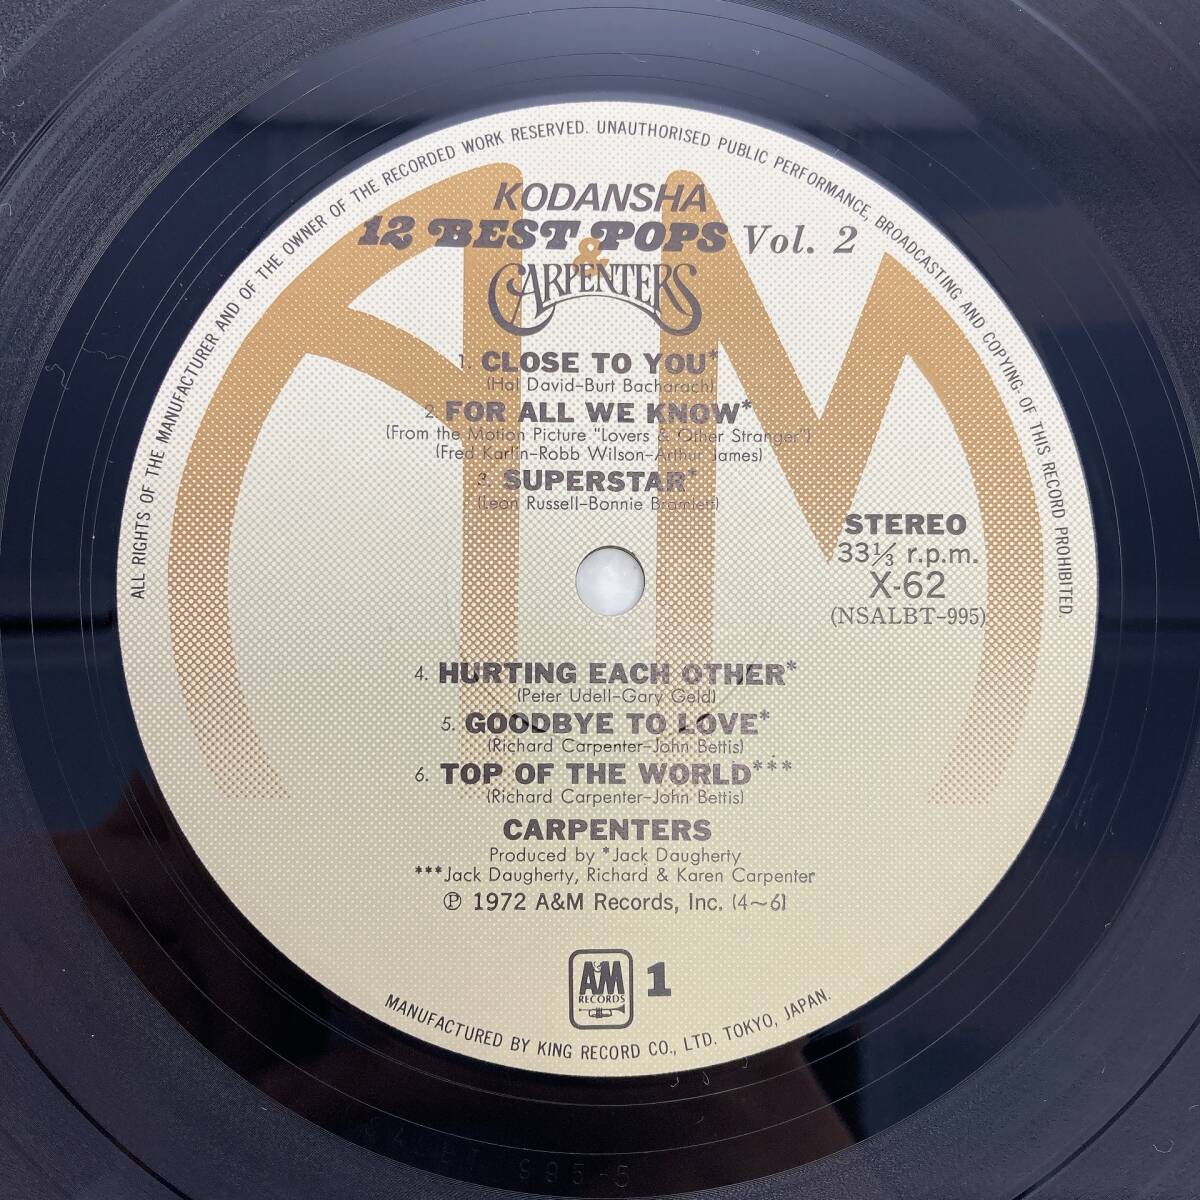 ALL RIGHTS OF THE MANUFACTURER AND OF THE OWNER OF THE RECORDED WORK RESERVED. UNAUTHORISED PUBLIC PERFORMANCE, BROADCASTING AND COPYING OF THIS RECORD PROHIBITED.
KODANSHA
12 BEST POPS Vol. 2
&
CARPENTERS
1. CLOSE TO YOU*
(Hal David-Burt Bacharach)
2. FOR ALL WE KNOW*
(From the Motion Picture "Lovers & Other Stranger")
(Fred Karlin-Robb Wilson-Arthur James)
3. SUPERSTAR*
(Leon Russell-Bonnie Bramlett)
STEREO
33 1/3 r.p.m.
X-62
(NSALBT-995)
4. HURTING EACH OTHER*
(Peter Udell-Gary Geld)
5. GOODBYE TO LOVE*
(Richard Carpenter-John Bettis)
6. TOP OF THE WORLD***
(Richard Carpenter-John Bettis)
CARPENTERS
Produced by *Jack Daugherty
***Jack Daugherty, Richard & Karen Carpenter
Ⓟ 1972 A&M Records, Inc. (4~6)
A&M RECORDS 1
MANUFACTURED BY KING RECORD CO., LTD. TOKYO, JAPAN.
995-5